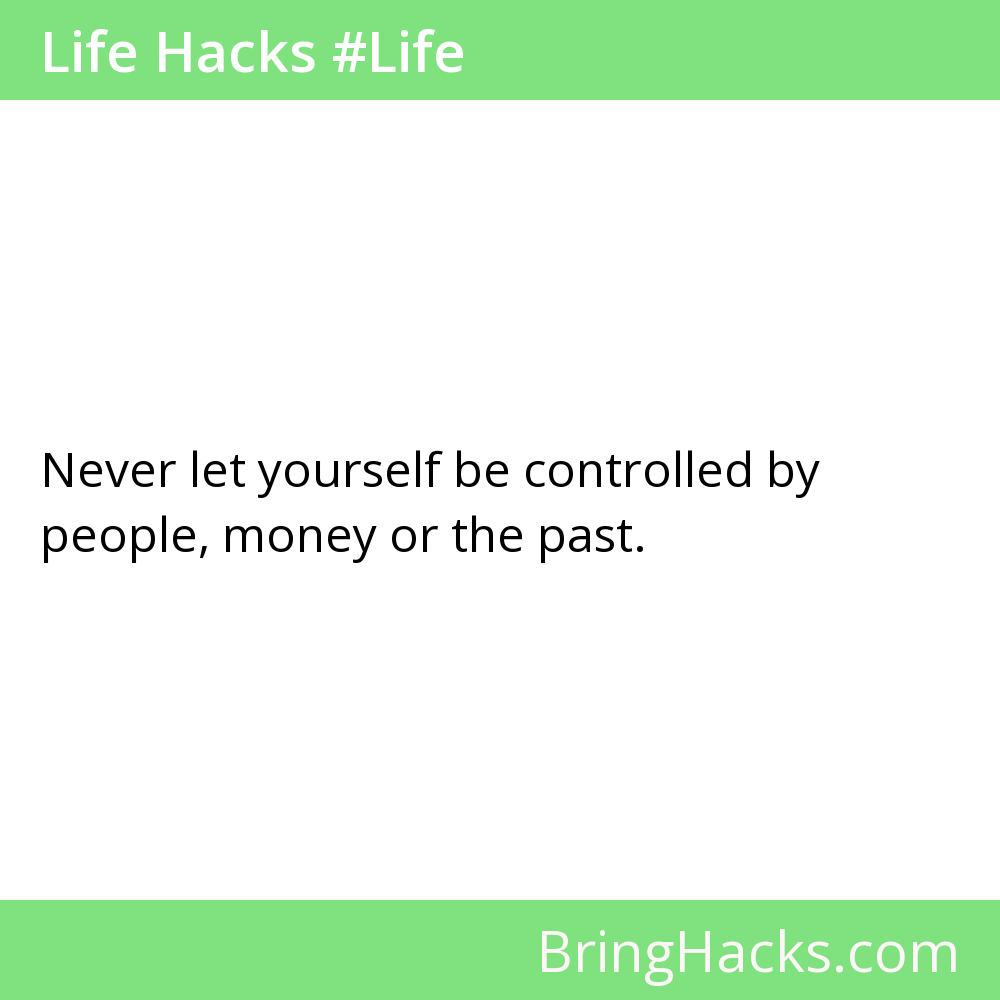 Life Hacks #Life
Never let yourself be controlled by
people, money or the past.
BringHacks.com